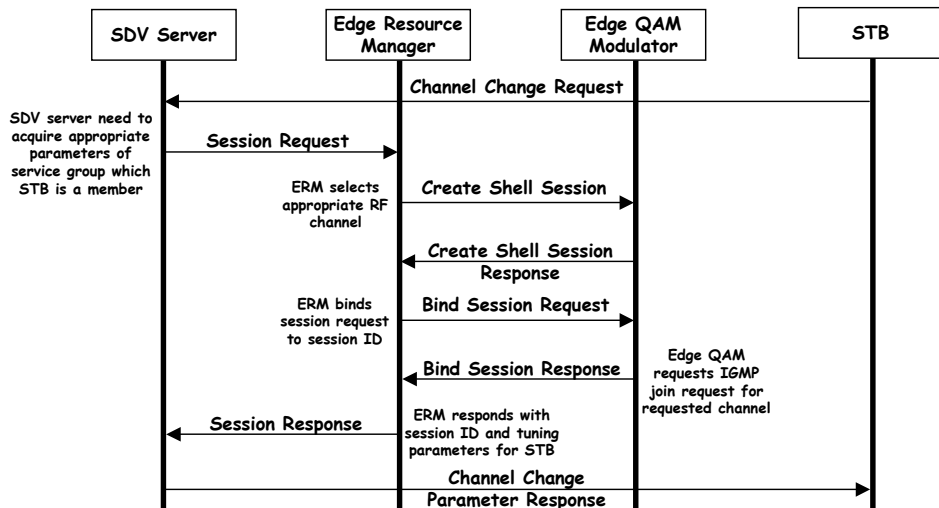 SDV Server
Edge Resource
Manager
Edge QAM
Modulator
STB
Channel Change Request
SDV server need to
acquire appropriate
parameters of
service group which
STB is a member
Session Request
ERM selects
appropriate RF
channel
Create Shell Session
Create Shell Session
Response
ERM binds
session request
to session ID
Bind Session Request
Bind Session Response
Edge QAM
requests IGMP
join request for
requested channel
Session Response
ERM responds with
session ID and tuning
parameters for STB
Channel Change
Parameter Response